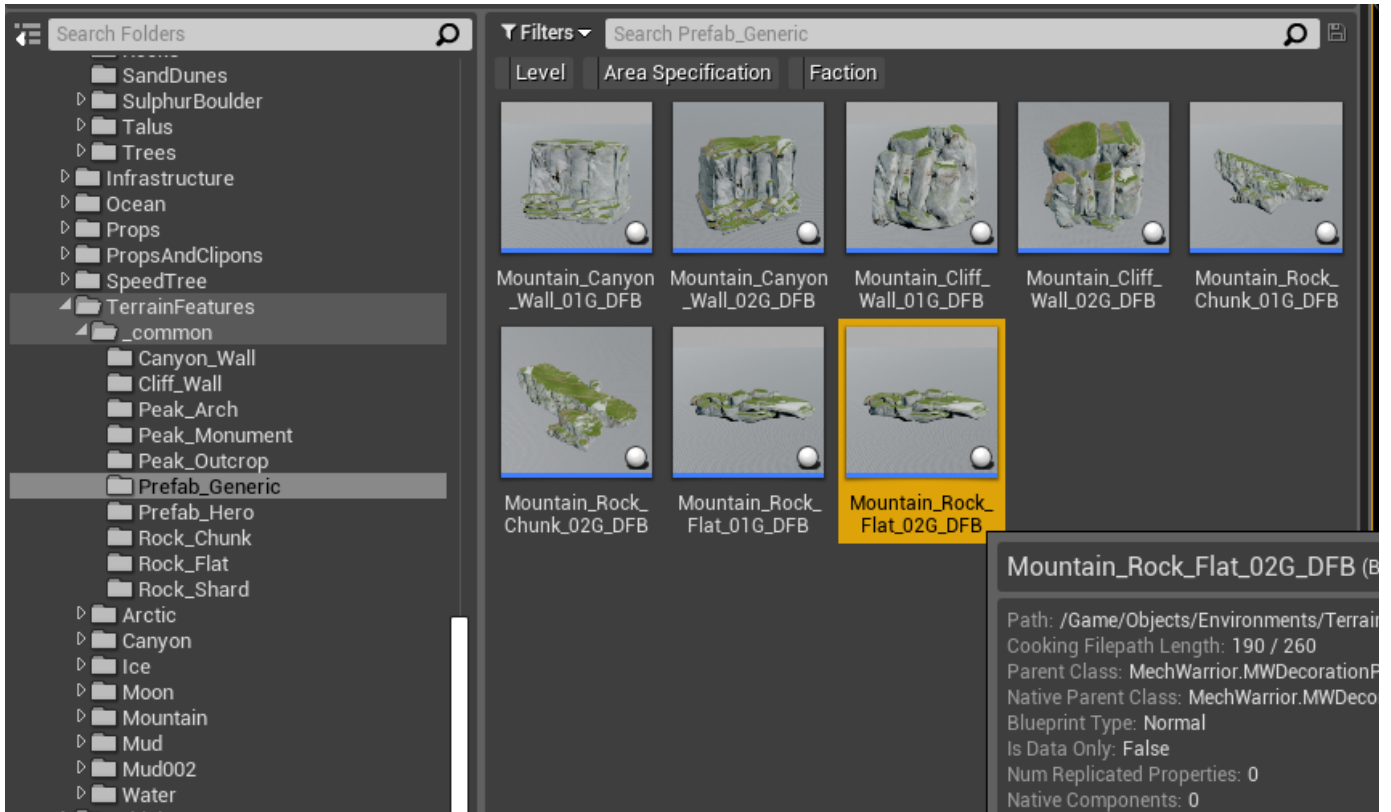 Search Folders
SandDunes
SulphurBoulder
Talus
Trees
Infrastructure
Ocean
Props
PropsAndClipons
SpeedTree
TerrainFeatures
_common
Canyon_Wall
Cliff_Wall
Peak_Arch
Peak_Monument
Peak_Outcrop
Prefab_Generic
Prefab_Hero
Rock_Chunk
Rock_Flat
Rock_Shard
Arctic
Canyon
Ice
Moon
Mountain
Mud
Mud002
Water
Filters
Search Prefab_Generic
Level
Area Specification
Faction
Mountain_Canyon
_Wall_01G_DFB
Mountain_Canyon
_Wall_02G_DFB
Mountain_Cliff_
Wall_01G_DFB
Mountain_Cliff_
Wall_02G_DFB
Mountain_Rock_
Chunk_01G_DFB
Mountain_Rock_
Chunk_02G_DFB
Mountain_Rock_
Flat_01G_DFB
Mountain_Rock_
Flat_02G_DFB
Mountain_Rock_Flat_02G_DFB (B
Path: /Game/Objects/Environments/Terrain
Cooking Filepath Length: 190 / 260
Parent Class: MechWarrior.MWDecorationP
Native Parent Class: MechWarrior.MWDeco
Blueprint Type: Normal
Is Data Only: False
Num Replicated Properties: 0
Native Components: 0